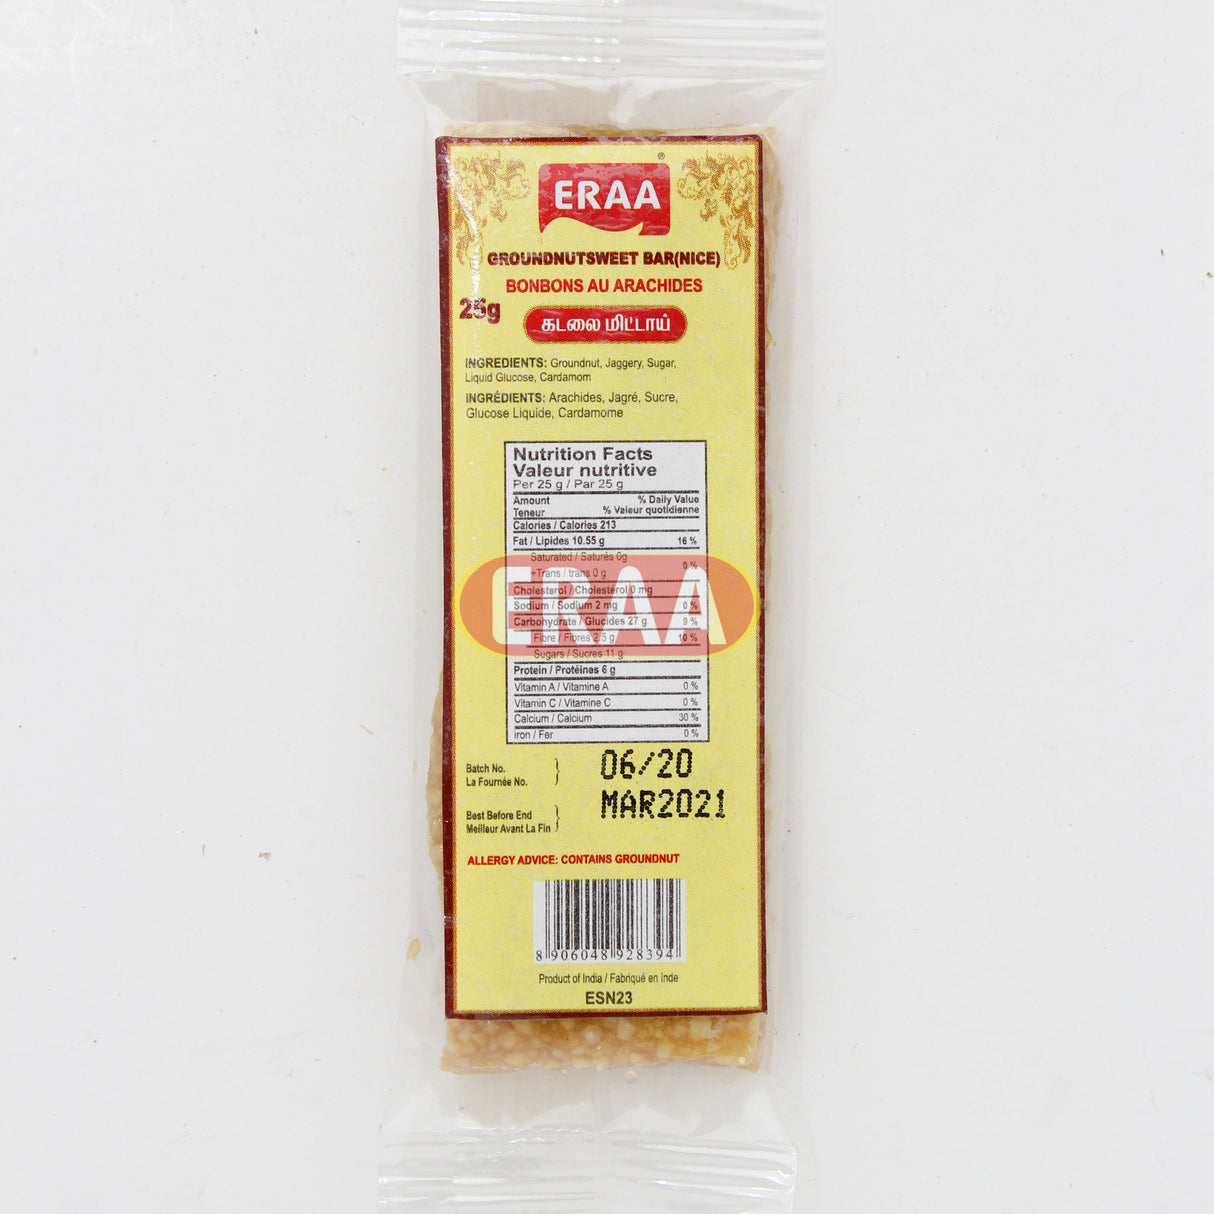 ERAA
®
GROUNDNUTSWEET BAR(NICE)
BONBONS AU ARACHIDES
25g
கடலை மிட்டாய்
INGREDIENTS: Groundnut, Jaggery, Sugar,
Liquid Glucose, Cardamom
INGRÉDIENTS: Arachides, Jagré, Sucre,
Glucose Liquide, Cardamome
Nutrition Facts
Valeur nutritive
Per 25 g / Par 25 g
Amount % Daily Value
Teneur % Valeur quotidienne
Calories / Calories 213
Fat / Lipides 10.55 g 16 %
Saturated / Saturés 0g
0 %
+Trans / trans 0 g
Cholesterol / Cholestérol 0 mg
Sodium / Sodium 2 mg 0 %
Carbohydrate / Glucides 27 g 9 %
Fibre / Fibres 2.5 g 10 %
Sugars / Sucres 11 g
Protein / Protéines 6 g
Vitamin A / Vitamine A 0 %
Vitamin C / Vitamine C 0 %
Calcium / Calcium 30 %
iron / Fer 0 %
ERAA
Batch No.
La Fournée No.
06/20
Best Before End
Meilleur Avant La Fin
MAR2021
ALLERGY ADVICE: CONTAINS GROUNDNUT
8 906048 928394
Product of India / Fabriqué en Inde
ESN23